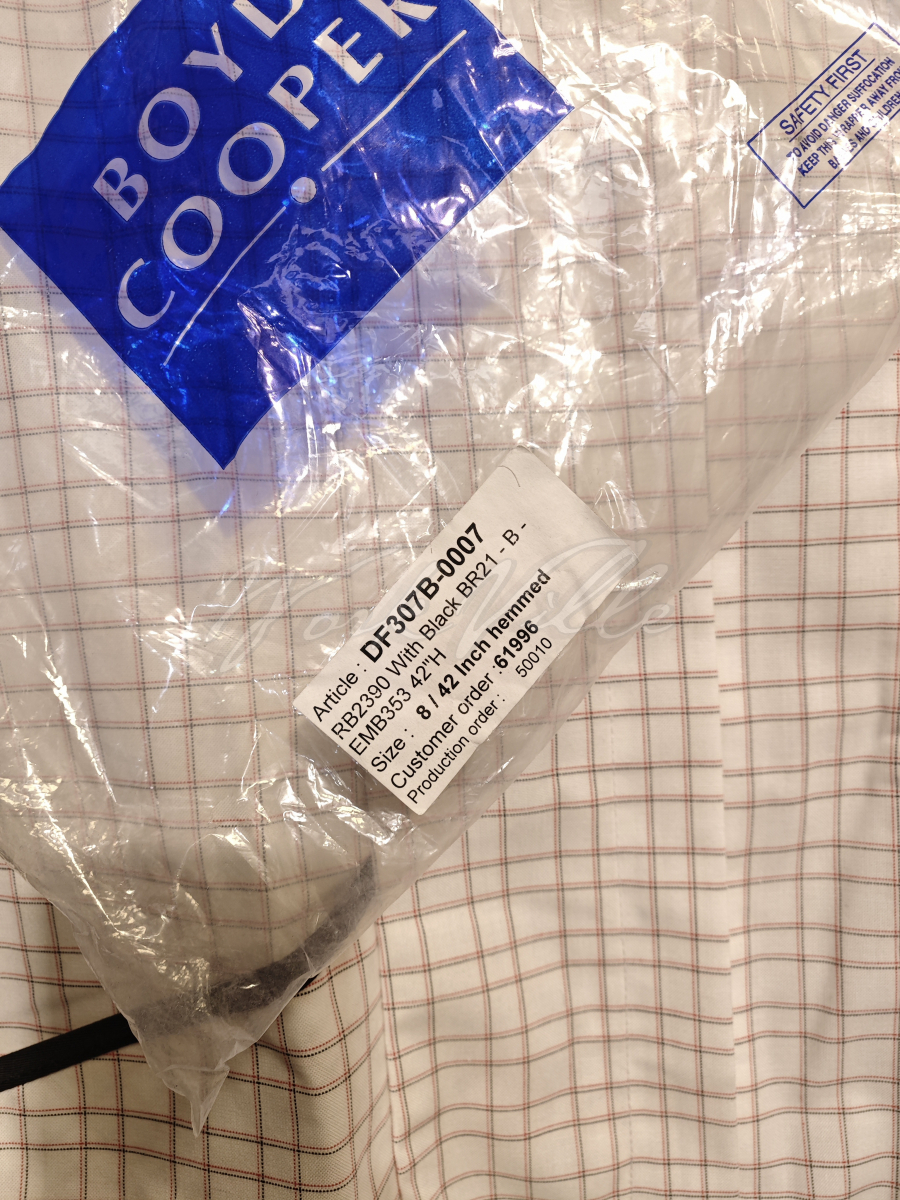 BOYD
COOPER
SAFETY FIRST
TO AVOID DANGER SUFFOCATION
KEEP THIS BAG AWAY FROM
BABIES AND CHILDREN
Article : DF307B-0007
RB2390 With Black BR21 - B -
EMB353 42"H
Size : 8 / 42 Inch hemmed
Customer order :61996
Production order : 50010